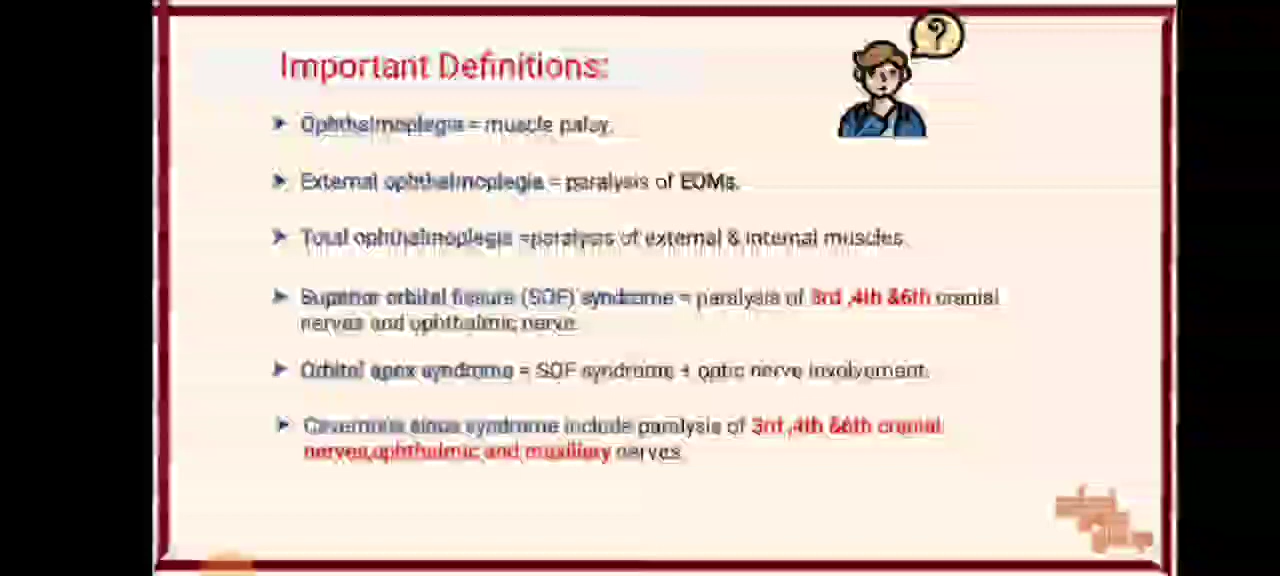 ?
Important Definitions:
➤ Ophthalmoplegia = muscle palsy.
➤ External ophthalmoplegia = paralysis of EOMs.
➤ Total ophthalmoplegia =paralysis of external & internal muscles.
➤ Superior orbital fissure (SOF) syndrome = paralysis of 3rd ,4th &6th cranial
nerves and ophthalmic nerve.
➤ Orbital apex syndrome = SOF syndrome + optic nerve involvement.
➤ Cavernous sinus syndrome include paralysis of 3rd ,4th &6th cranial
nerves,ophthalmic and maxillary nerves.